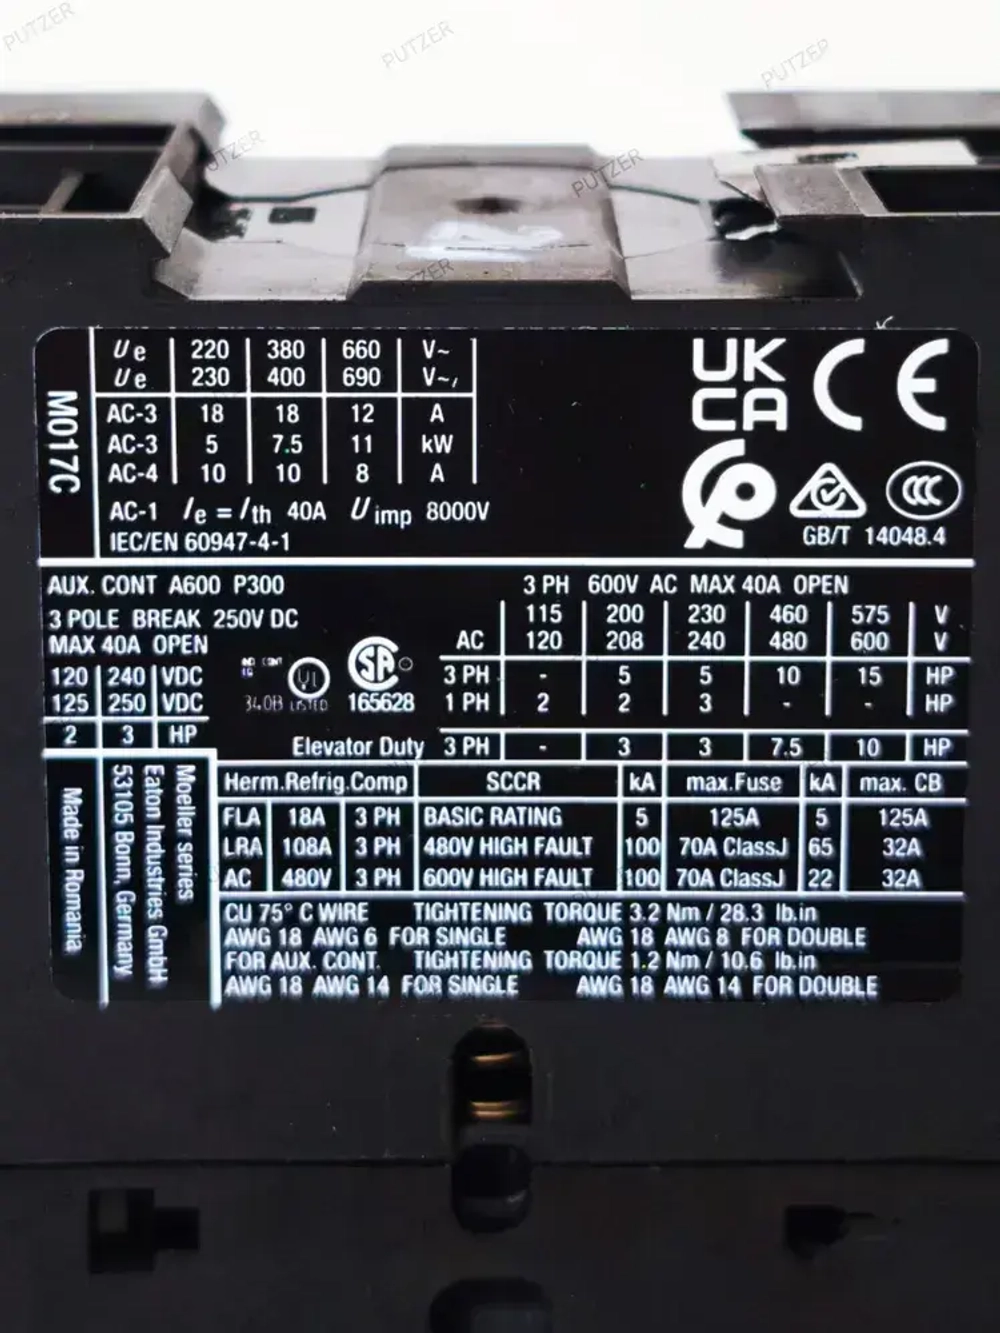 PUTZER
PUTZER
PUTZER
PUTZER
PUTZER
PUTZER
M017C
Ue 220 380 660 V~
Ue 230 400 690 V~,
AC-3 18 18 12 A
AC-3 5 7.5 11 kW
AC-4 10 10 8 A
AC-1 Ie = Ith 40A Uimp 8000V
IEC/EN 60947-4-1
UK
CA
CE
CCC
GB/T 14048.4
AUX. CONT A600 P300
3 POLE BREAK 250V DC
MAX 40A OPEN
120 240 VDC
125 250 VDC
2 3 HP
UL
340B LISTED
SA
165628
3 PH 600V AC MAX 40A OPEN
115 200 230 460 575 V
AC 120 208 240 480 600 V
3 PH - 5 5 10 15 HP
1 PH 2 2 3 - - HP
Elevator Duty 3 PH - 3 3 7.5 10 HP
Made in Romania
Moeller series
Eaton Industries GmbH
53105 Bonn, Germany
Herm.Refrig.Comp SCCR kA max.Fuse kA max. CB
FLA 18A 3 PH BASIC RATING 5 125A 5 125A
LRA 108A 3 PH 480V HIGH FAULT 100 70A ClassJ 65 32A
AC 480V 3 PH 600V HIGH FAULT 100 70A ClassJ 22 32A
CU 75° C WIRE TIGHTENING TORQUE 3.2 Nm / 28.3 lb.in
AWG 18 AWG 6 FOR SINGLE AWG 18 AWG 8 FOR DOUBLE
FOR AUX. CONT. TIGHTENING TORQUE 1.2 Nm / 10.6 lb.in
AWG 18 AWG 14 FOR SINGLE AWG 18 AWG 14 FOR DOUBLE